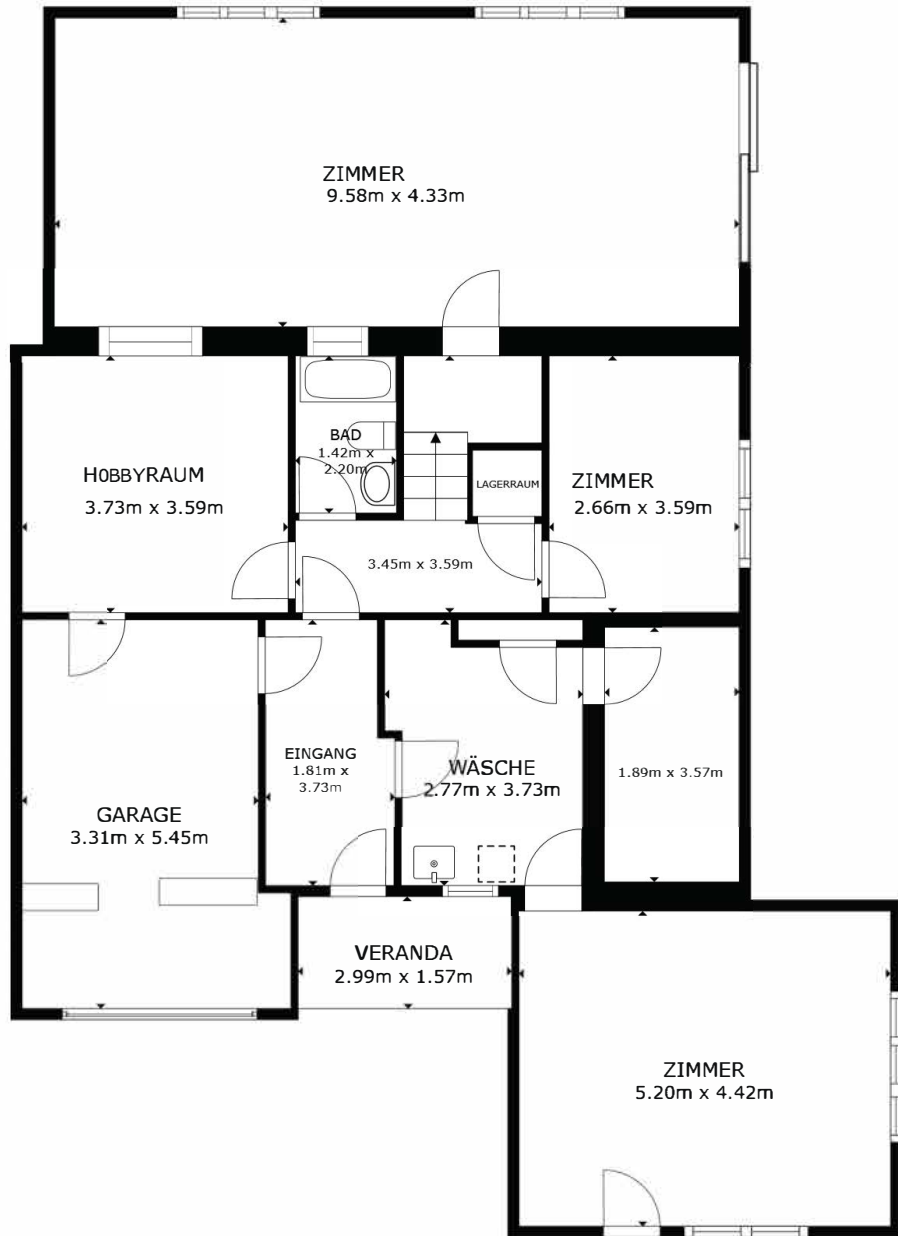 ZIMMER
9.58m x 4.33m
BAD
1.42m x
2.20m
HOBBYRAUM
3.73m x 3.59m
LAGERRAUM
ZIMMER
2.66m x 3.59m
3.45m x 3.59m
EINGANG
1.81m x
3.73m
WÄSCHE
2.77m x 3.73m
1.89m x 3.57m
GARAGE
3.31m x 5.45m
VERANDA
2.99m x 1.57m
ZIMMER
5.20m x 4.42m